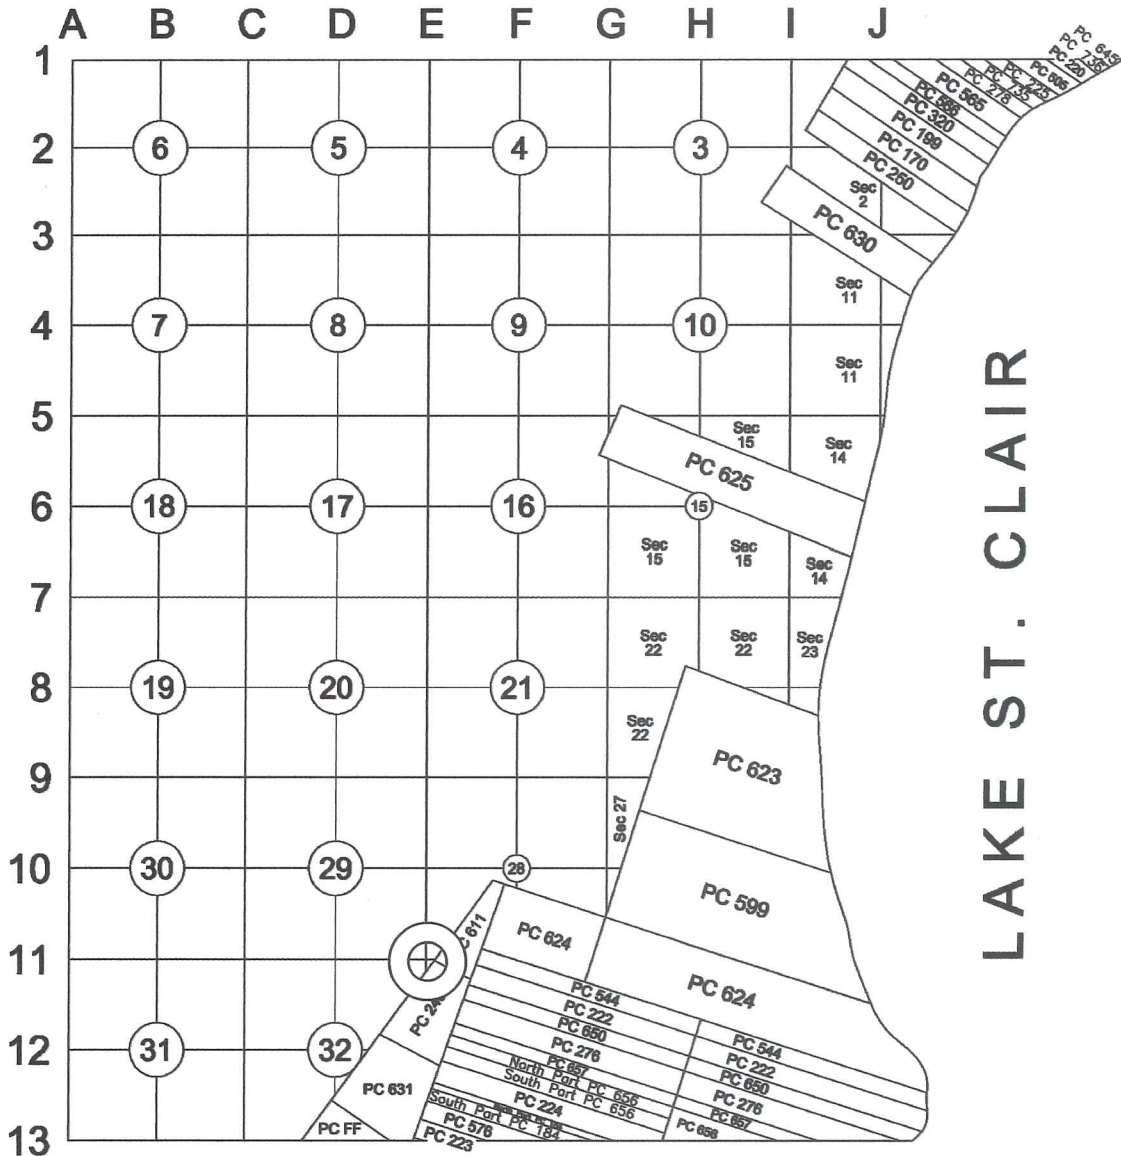 A B C D E F G H I J
PC 645
PC 736
PC 220
PC 505
PC 225
PC 735
PC 278
1
PC 565
PC 556
PC 320
PC 199
PC 170
PC 250
2
6 5 4 3
Sec
2
3
PC 630
Sec
11
4
7 8 9 10
Sec
11
5
Sec
15
Sec
14
PC 625
6
18 17 16 15
Sec
15
Sec
15
Sec
14
7
Sec
22
Sec
22
Sec
23
8
19 20 21
Sec
22
PC 623
9
Sec 27
10
30 29 28
PC 599
611
PC 624
11
PC 624
PC 544
PC 222
PC 650
PC 276
PC 657
North Part PC 656
South Part PC 656
PC 224
South Part PC 184
PC 576
PC 223
PC 544
PC 222
PC 650
PC 276
PC 657
PC 656
12
31 32
PC 631
PC FF
13
LAKE ST. CLAIR